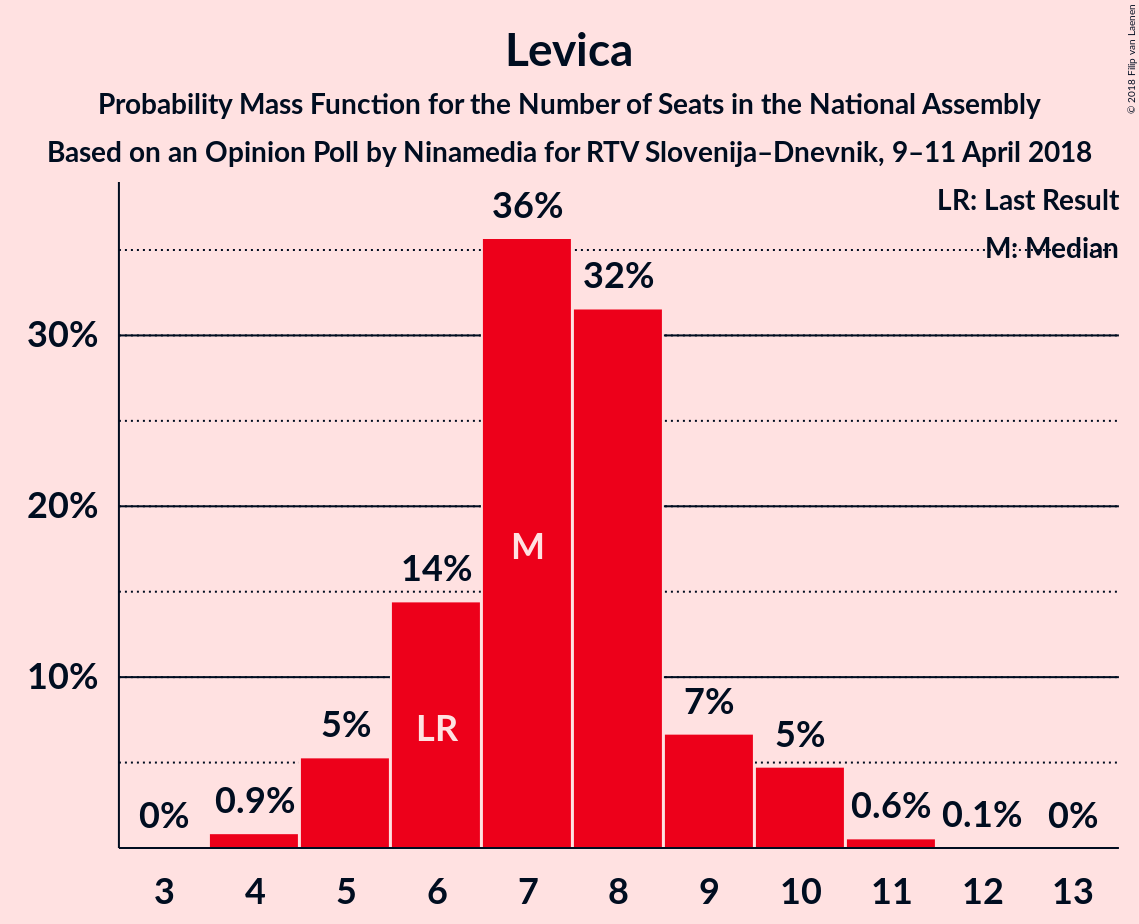 Levica
Probability Mass Function for the Number of Seats in the National Assembly
Based on an Opinion Poll by Ninamedia for RTV Slovenija–Dnevnik, 9–11 April 2018
© 2018 Filip van Laenen
LR: Last Result
M: Median
30%
20%
10%
0%
0.9%
5%
14%
36%
32%
7%
5%
0.6%
0.1%
0%
LR
M
3 4 5 6 7 8 9 10 11 12 13